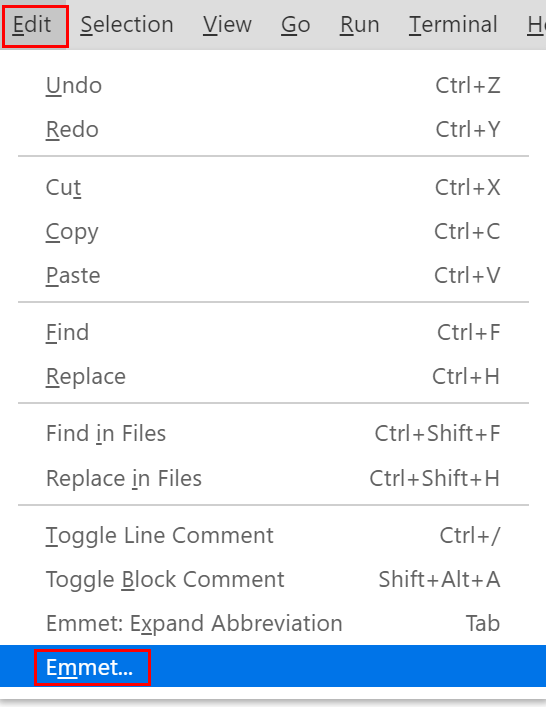 Edit Selection View Go Run Terminal
Undo Ctrl+Z
Redo Ctrl+Y
Cut Ctrl+X
Copy Ctrl+C
Paste Ctrl+V
Find Ctrl+F
Replace Ctrl+H
Find in Files Ctrl+Shift+F
Replace in Files Ctrl+Shift+H
Toggle Line Comment Ctrl+/
Toggle Block Comment Shift+Alt+A
Emmet: Expand Abbreviation Tab
Emmet...